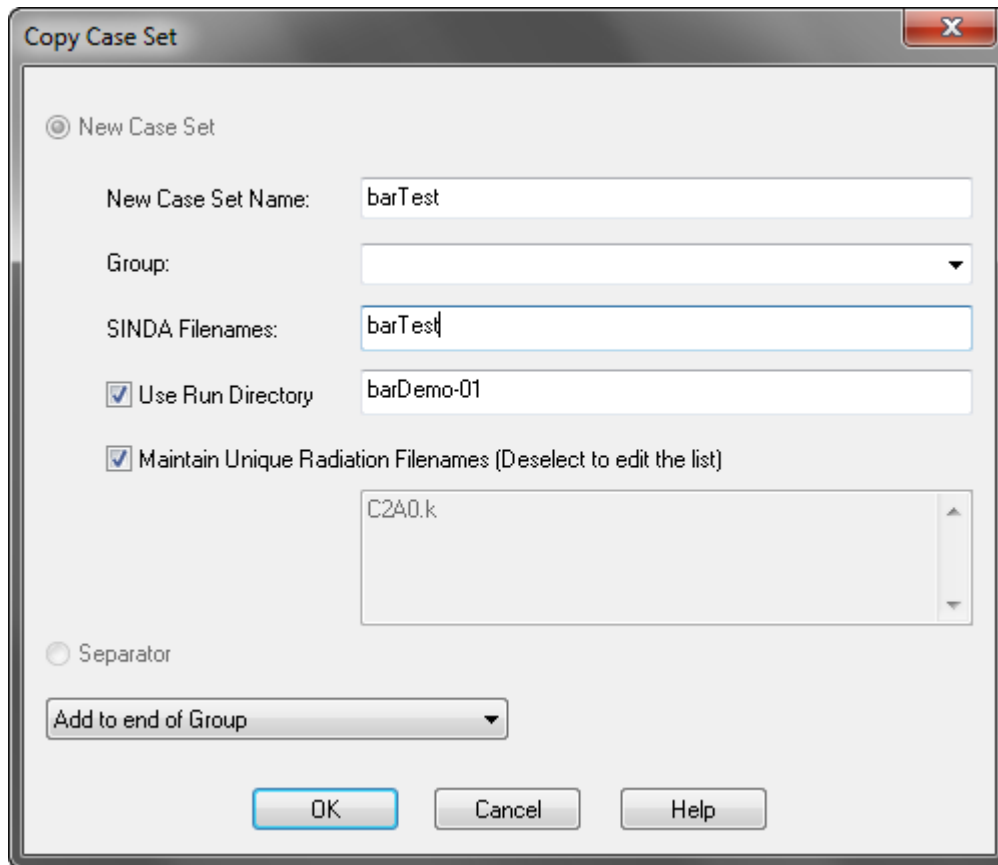 Copy Case Set
New Case Set
New Case Set Name: barTest
Group:
SINDA Filenames: barTest
Use Run Directory barDemo-01
Maintain Unique Radiation Filenames (Deselect to edit the list)
C2A0.k
Separator
Add to end of Group
OK Cancel Help